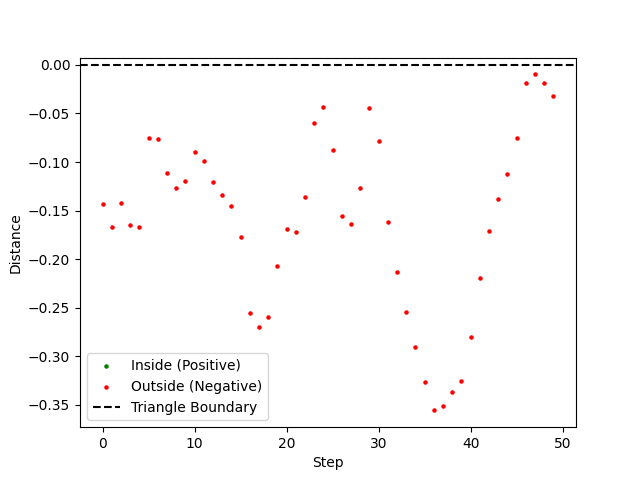 0.00
−0.05
−0.10
−0.15
−0.20
−0.25
−0.30
−0.35
Distance
Inside (Positive)
Outside (Negative)
Triangle Boundary
0 10 20 30 40 50
Step